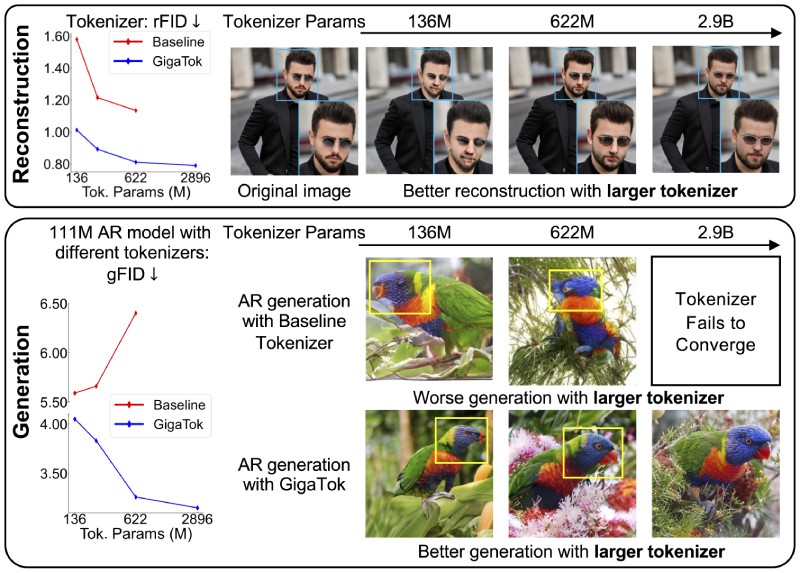 Reconstruction
Tokenizer: rFID ↓
1.60
1.40
1.20
1.00
0.80
Baseline
GigaTok
136 622 2896
Tok. Params (M)
Tokenizer Params
136M 622M 2.9B
Original image
Better reconstruction with larger tokenizer
Generation
111M AR model with
different tokenizers:
gFID ↓
6.50
6.00
5.50
4.00
3.50
Baseline
GigaTok
136 622 2896
Tok. Params (M)
Tokenizer Params
136M 622M 2.9B
AR generation
with Baseline
Tokenizer
Tokenizer
Fails to
Converge
Worse generation with larger tokenizer
AR generation
with GigaTok
Better generation with larger tokenizer